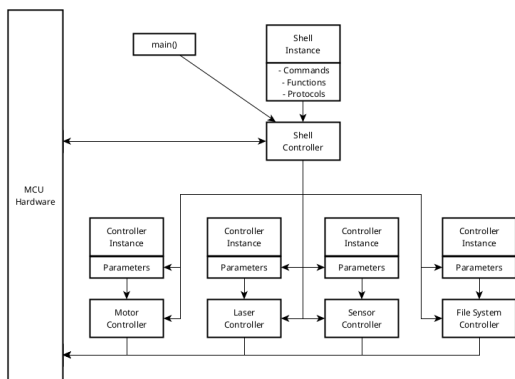 main()
Shell
Instance
- Commands
- Functions
- Protocols
Shell
Controller
MCU
Hardware
Controller
Instance
Parameters
Motor
Controller
Controller
Instance
Parameters
Laser
Controller
Controller
Instance
Parameters
Sensor
Controller
Controller
Instance
Parameters
File System
Controller